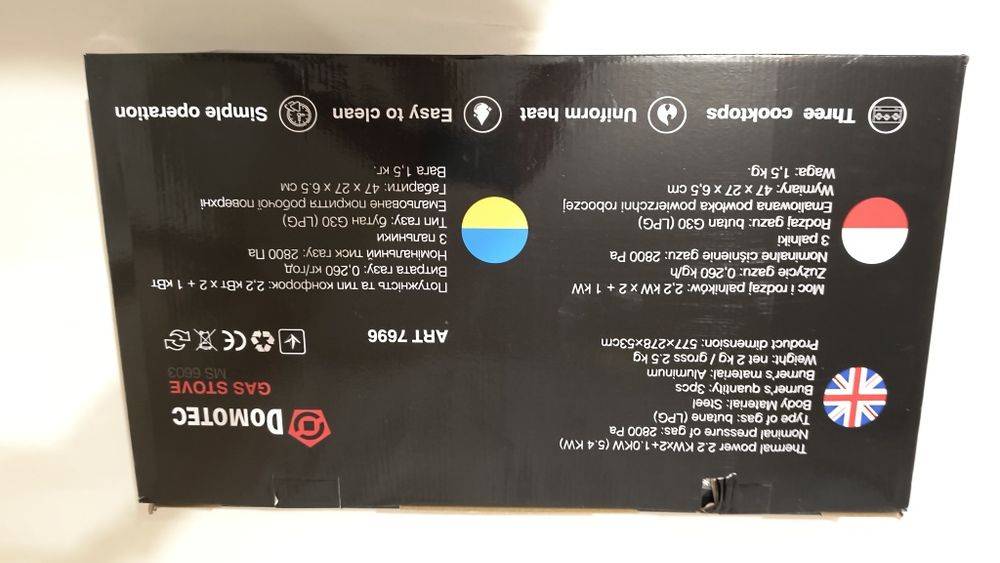 Thermal power 2.2 KWx2+1.0KW (5.4 KW)
Nominal pressure of gas: 2800 Pa
Type of gas: butane (LPG)
Body Material: Steel
Burner's quantity: 3pcs
Burner's material: Aluminum
Weight: net 2 kg / gross 2.5 kg
Product dimension: 577x278x53cm
DOMOTEC
GAS STOVE
MS 6603
ART 7696
CE
Moc i rodzaj palników: 2,2 kW x 2 + 1 kW
Zużycie gazu: 0,260 kg/h
Nominalne ciśnienie gazu: 2800 Pa
3 palniki
Rodzaj gazu: butan G30 (LPG)
Emaliowana powłoka powierzchni roboczej
Wymiary: 47 x 27 x 6,5 cm
Waga: 1,5 kg.
Потужність та тип конфорок: 2,2 кВт x 2 + 1 кВт
Витрата газу: 0,260 кг/год
Номінальний тиск газу: 2800 Па
3 пальники
Тип газу: бутан G30 (LPG)
Емальоване покриття робочої поверхні
Габарити: 47 x 27 x 6.5 см
Вага 1,5 кг.
Three cooktops
Uniform heat
Easy to clean
Simple operation